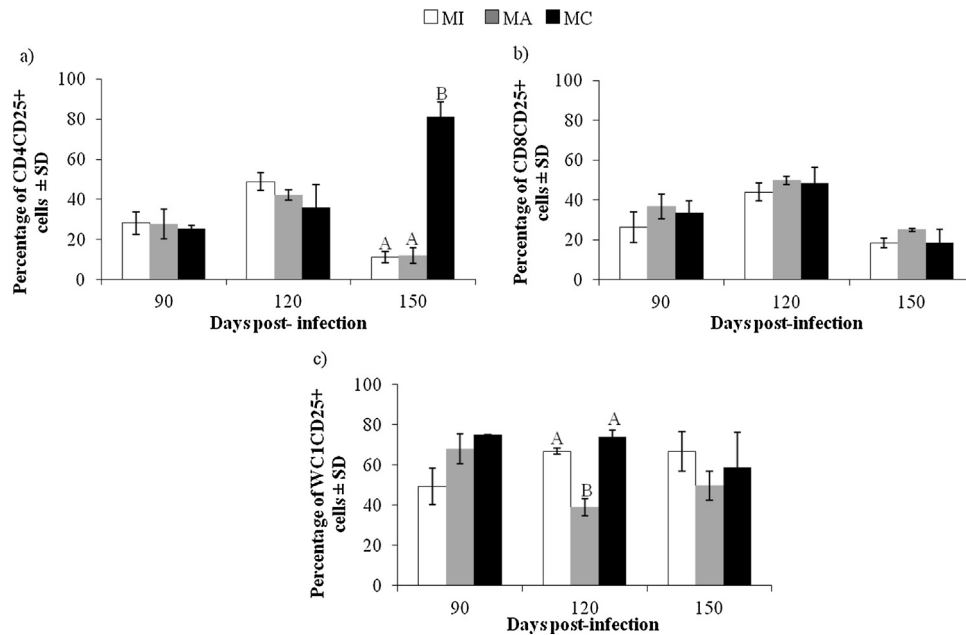 MI MA MC
a)
Percentage of CD4CD25+
cells ± SD
100
80
60
40
20
0
A
A
B
90 120 150
Days post- infection
b)
Percentage of CD8CD25+
cells ± SD
100
80
60
40
20
0
90 120 150
Days post-infection
c)
Percentage of WC1CD25+
cells ± SD
100
80
60
40
20
0
A
B
A
90 120 150
Days post-infection